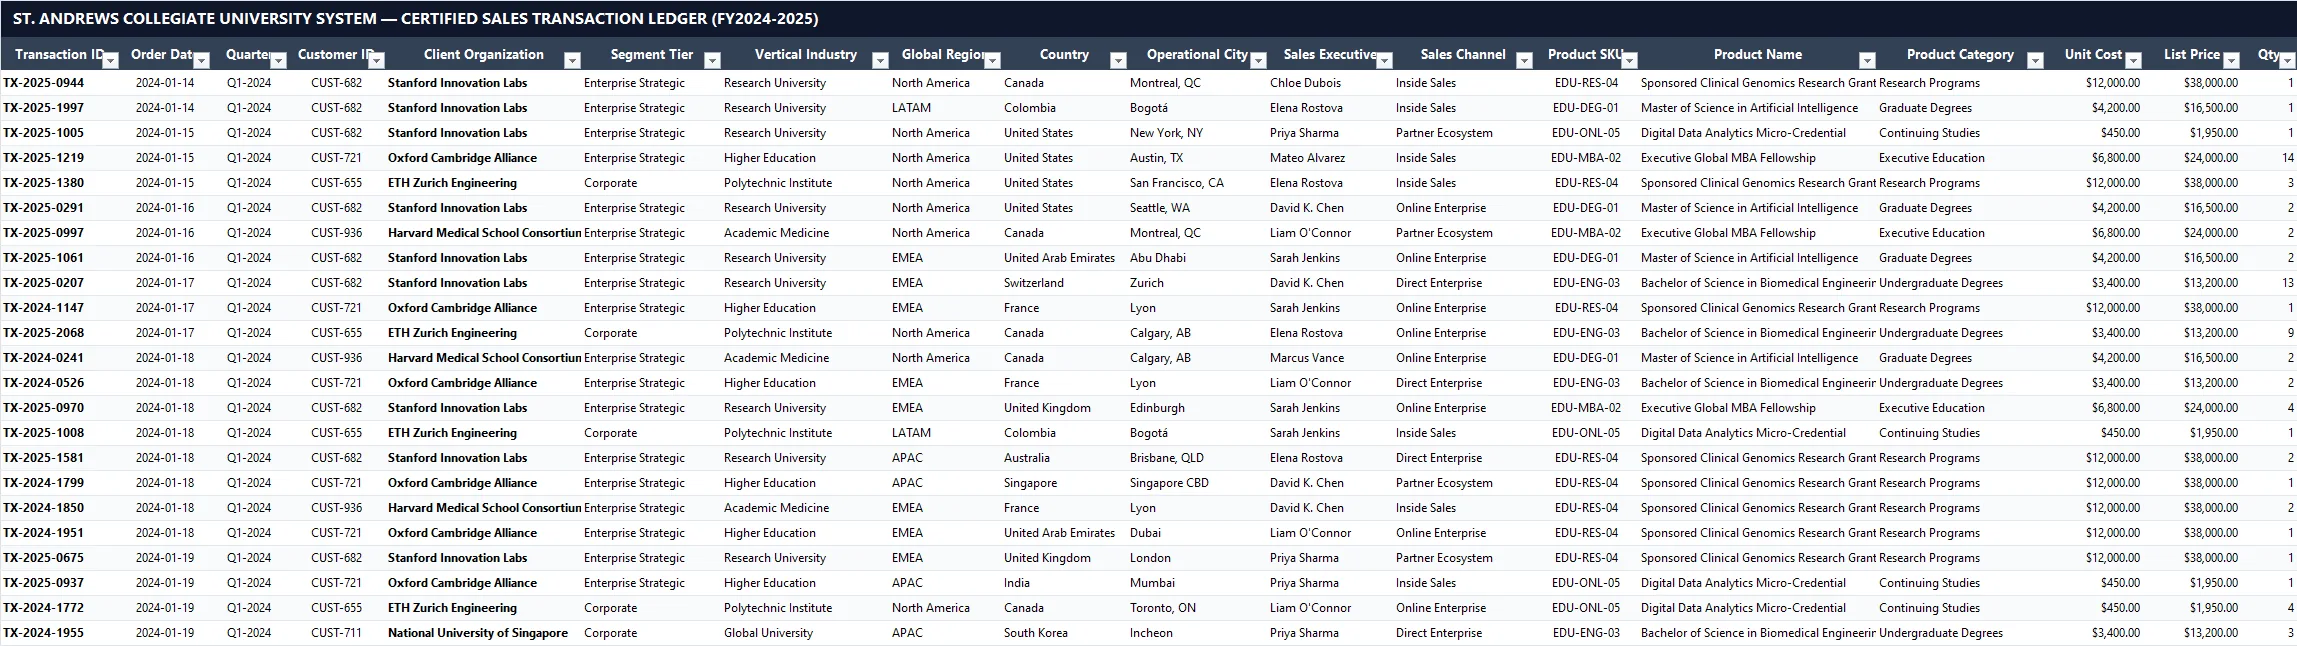 ST. ANDREWS COLLEGIATE UNIVERSITY SYSTEM — CERTIFIED SALES TRANSACTION LEDGER (FY2024-2025)
Transaction ID Order Dat Quarte Customer ID Client Organization Segment Tier Vertical Industry Global Region Country Operational City Sales Executive Sales Channel Product SKU Product Name Product Category Unit Cost List Price Qty
TX-2025-0944 2024-01-14 Q1-2024 CUST-682 Stanford Innovation Labs Enterprise Strategic Research University North America Canada Montreal, QC Chloe Dubois Inside Sales EDU-RES-04 Sponsored Clinical Genomics Research Grant Research Programs $12,000.00 $38,000.00 1
TX-2025-1997 2024-01-14 Q1-2024 CUST-682 Stanford Innovation Labs Enterprise Strategic Research University LATAM Colombia Bogotá Elena Rostova Inside Sales EDU-DEG-01 Master of Science in Artificial Intelligence Graduate Degrees $4,200.00 $16,500.00 1
TX-2025-1005 2024-01-15 Q1-2024 CUST-682 Stanford Innovation Labs Enterprise Strategic Research University North America United States New York, NY Priya Sharma Partner Ecosystem EDU-ONL-05 Digital Data Analytics Micro-Credential Continuing Studies $450.00 $1,950.00 1
TX-2025-1219 2024-01-15 Q1-2024 CUST-721 Oxford Cambridge Alliance Enterprise Strategic Higher Education North America United States Austin, TX Mateo Alvarez Inside Sales EDU-MBA-02 Executive Global MBA Fellowship Executive Education $6,800.00 $24,000.00 14
TX-2025-1380 2024-01-15 Q1-2024 CUST-655 ETH Zurich Engineering Corporate Polytechnic Institute North America United States San Francisco, CA Elena Rostova Inside Sales EDU-RES-04 Sponsored Clinical Genomics Research Grant Research Programs $12,000.00 $38,000.00 3
TX-2025-0291 2024-01-16 Q1-2024 CUST-682 Stanford Innovation Labs Enterprise Strategic Research University North America United States Seattle, WA David K. Chen Online Enterprise EDU-DEG-01 Master of Science in Artificial Intelligence Graduate Degrees $4,200.00 $16,500.00 2
TX-2025-0997 2024-01-16 Q1-2024 CUST-936 Harvard Medical School Consortium Enterprise Strategic Academic Medicine North America Canada Montreal, QC Liam O'Connor Partner Ecosystem EDU-MBA-02 Executive Global MBA Fellowship Executive Education $6,800.00 $24,000.00 2
TX-2025-1061 2024-01-16 Q1-2024 CUST-682 Stanford Innovation Labs Enterprise Strategic Research University EMEA United Arab Emirates Abu Dhabi Sarah Jenkins Online Enterprise EDU-DEG-01 Master of Science in Artificial Intelligence Graduate Degrees $4,200.00 $16,500.00 2
TX-2025-0207 2024-01-17 Q1-2024 CUST-682 Stanford Innovation Labs Enterprise Strategic Research University EMEA Switzerland Zurich David K. Chen Direct Enterprise EDU-ENG-03 Bachelor of Science in Biomedical Engineerin Undergraduate Degrees $3,400.00 $13,200.00 13
TX-2024-1147 2024-01-17 Q1-2024 CUST-721 Oxford Cambridge Alliance Enterprise Strategic Higher Education EMEA France Lyon Sarah Jenkins Online Enterprise EDU-RES-04 Sponsored Clinical Genomics Research Grant Research Programs $12,000.00 $38,000.00 1
TX-2025-2068 2024-01-17 Q1-2024 CUST-655 ETH Zurich Engineering Corporate Polytechnic Institute North America Canada Calgary, AB Elena Rostova Online Enterprise EDU-ENG-03 Bachelor of Science in Biomedical Engineerin Undergraduate Degrees $3,400.00 $13,200.00 9
TX-2024-0241 2024-01-18 Q1-2024 CUST-936 Harvard Medical School Consortium Enterprise Strategic Academic Medicine North America Canada Calgary, AB Marcus Vance Online Enterprise EDU-DEG-01 Master of Science in Artificial Intelligence Graduate Degrees $4,200.00 $16,500.00 2
TX-2024-0526 2024-01-18 Q1-2024 CUST-721 Oxford Cambridge Alliance Enterprise Strategic Higher Education EMEA France Lyon Liam O'Connor Direct Enterprise EDU-ENG-03 Bachelor of Science in Biomedical Engineerin Undergraduate Degrees $3,400.00 $13,200.00 2
TX-2025-0970 2024-01-18 Q1-2024 CUST-682 Stanford Innovation Labs Enterprise Strategic Research University EMEA United Kingdom Edinburgh Sarah Jenkins Online Enterprise EDU-MBA-02 Executive Global MBA Fellowship Executive Education $6,800.00 $24,000.00 4
TX-2025-1008 2024-01-18 Q1-2024 CUST-655 ETH Zurich Engineering Corporate Polytechnic Institute LATAM Colombia Bogotá Sarah Jenkins Inside Sales EDU-ONL-05 Digital Data Analytics Micro-Credential Continuing Studies $450.00 $1,950.00 1
TX-2025-1581 2024-01-18 Q1-2024 CUST-682 Stanford Innovation Labs Enterprise Strategic Research University APAC Australia Brisbane, QLD Elena Rostova Direct Enterprise EDU-RES-04 Sponsored Clinical Genomics Research Grant Research Programs $12,000.00 $38,000.00 2
TX-2024-1799 2024-01-18 Q1-2024 CUST-721 Oxford Cambridge Alliance Enterprise Strategic Higher Education APAC Singapore Singapore CBD David K. Chen Partner Ecosystem EDU-RES-04 Sponsored Clinical Genomics Research Grant Research Programs $12,000.00 $38,000.00 1
TX-2024-1850 2024-01-18 Q1-2024 CUST-936 Harvard Medical School Consortium Enterprise Strategic Academic Medicine EMEA France Lyon David K. Chen Inside Sales EDU-RES-04 Sponsored Clinical Genomics Research Grant Research Programs $12,000.00 $38,000.00 2
TX-2024-1951 2024-01-18 Q1-2024 CUST-721 Oxford Cambridge Alliance Enterprise Strategic Higher Education EMEA United Arab Emirates Dubai Liam O'Connor Online Enterprise EDU-RES-04 Sponsored Clinical Genomics Research Grant Research Programs $12,000.00 $38,000.00 1
TX-2025-0675 2024-01-19 Q1-2024 CUST-682 Stanford Innovation Labs Enterprise Strategic Research University EMEA United Kingdom London Priya Sharma Partner Ecosystem EDU-RES-04 Sponsored Clinical Genomics Research Grant Research Programs $12,000.00 $38,000.00 1
TX-2025-0937 2024-01-19 Q1-2024 CUST-721 Oxford Cambridge Alliance Enterprise Strategic Higher Education APAC India Mumbai Priya Sharma Inside Sales EDU-ONL-05 Digital Data Analytics Micro-Credential Continuing Studies $450.00 $1,950.00 1
TX-2024-1772 2024-01-19 Q1-2024 CUST-655 ETH Zurich Engineering Corporate Polytechnic Institute North America Canada Toronto, ON Liam O'Connor Online Enterprise EDU-ONL-05 Digital Data Analytics Micro-Credential Continuing Studies $450.00 $1,950.00 4
TX-2024-1955 2024-01-19 Q1-2024 CUST-711 National University of Singapore Corporate Global University APAC South Korea Incheon Priya Sharma Direct Enterprise EDU-ENG-03 Bachelor of Science in Biomedical Engineerin Undergraduate Degrees $3,400.00 $13,200.00 3